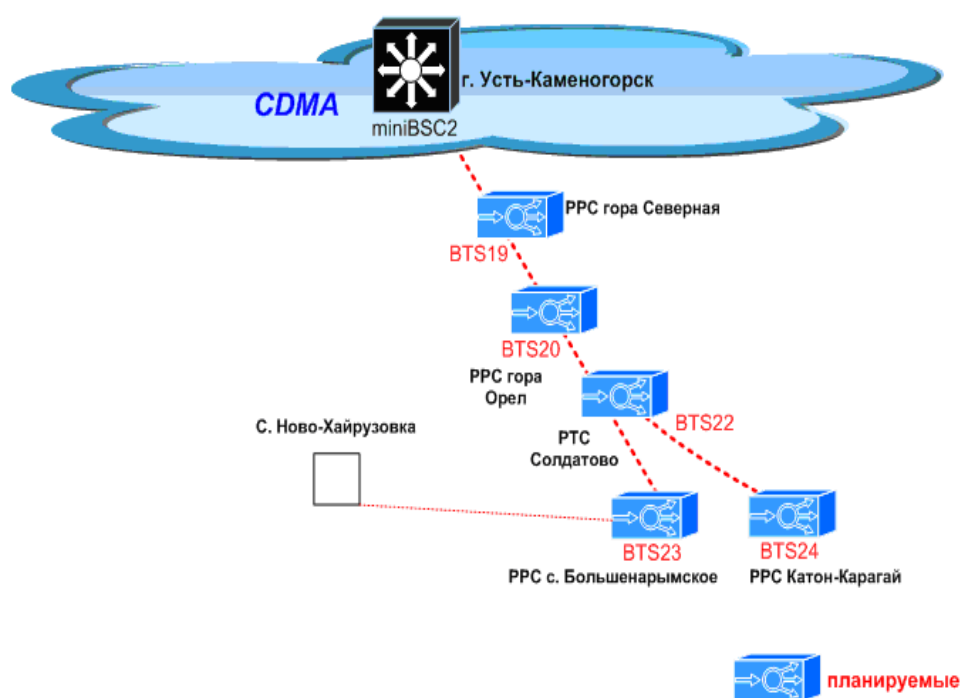 г. Усть-Каменогорск
CDMA
miniBSC2
РРС гора Северная
BTS19
BTS20
РРС гора
Орел
BTS22
С. Ново-Хайрузовка
РТС
Солдатово
BTS23
BTS24
РРС с. Большенарымское
РРС Катон-Карагай
планируемые